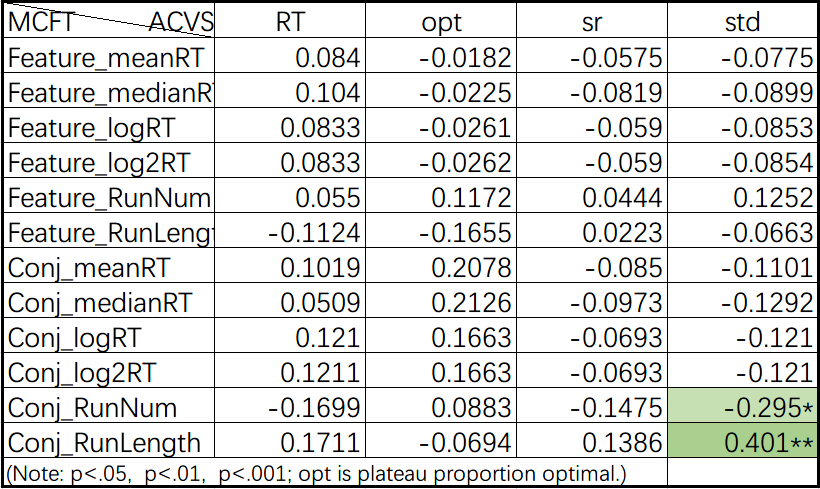 MCFT ACVS RT opt sr std
Feature_meanRT 0.084 -0.0182 -0.0575 -0.0775
Feature_medianRT 0.104 -0.0225 -0.0819 -0.0899
Feature_logRT 0.0833 -0.0261 -0.059 -0.0853
Feature_log2RT 0.0833 -0.0262 -0.059 -0.0854
Feature_RunNum 0.055 0.1172 0.0444 0.1252
Feature_RunLengt -0.1124 -0.1655 0.0223 -0.0663
Conj_meanRT 0.1019 0.2078 -0.085 -0.1101
Conj_medianRT 0.0509 0.2126 -0.0973 -0.1292
Conj_logRT 0.121 0.1663 -0.0693 -0.121
Conj_log2RT 0.1211 0.1663 -0.0693 -0.121
Conj_RunNum -0.1699 0.0883 -0.1475 -0.295*
Conj_RunLength 0.1711 -0.0694 0.1386 0.401**
(Note: p<.05, p<.01, p<.001; opt is plateau proportion optimal.)